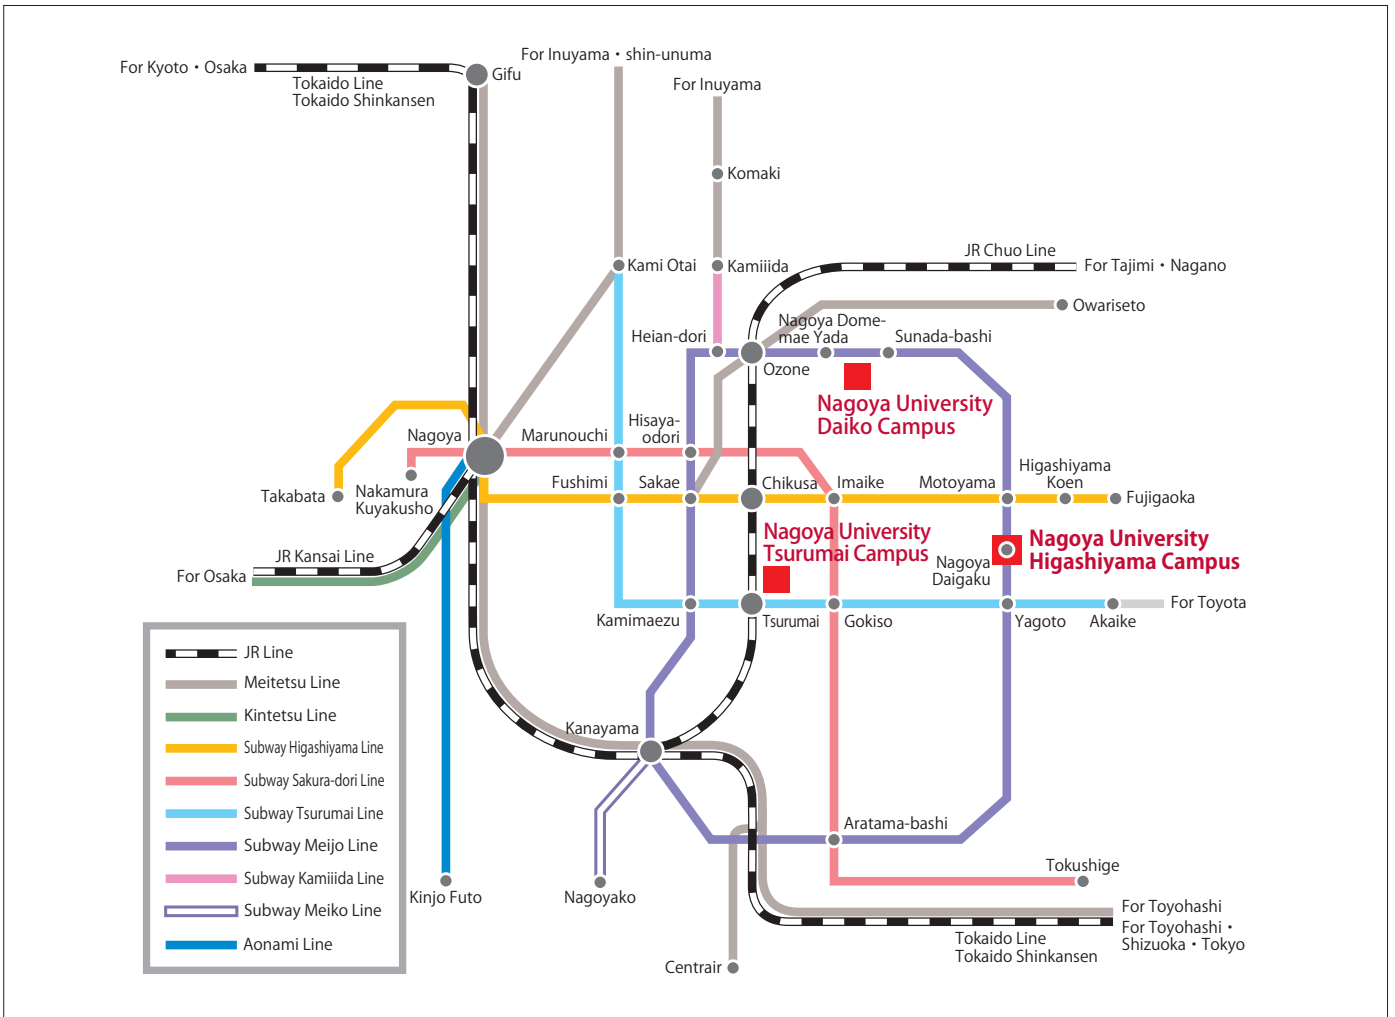 For Inuyama・shin-unuma
For Kyoto・Osaka
Gifu
Tokaido Line
Tokaido Shinkansen
For Inuyama
Komaki
JR Chuo Line
Kami Otai
Kamiiida
For Tajimi・Nagano
Owariseto
Heian-dori
Nagoya Dome-
mae Yada
Sunada-bashi
Ozone
Nagoya University
Daiko Campus
Nagoya
Marunouchi
Hisaya-
odori
Takabata
Nakamura
Kuyakusho
Fushimi
Sakae
Chikusa
Imaike
Motoyama
Higashiyama
Koen
Fujigaoka
Nagoya University
Tsurumai Campus
Nagoya University
Higashiyama Campus
Nagoya
Daigaku
JR Kansai Line
For Osaka
Kamimaezu
Tsurumai
Gokiso
Yagoto
Akaike
For Toyota
JR Line
Meitetsu Line
Kintetsu Line
Subway Higashiyama Line
Subway Sakura-dori Line
Subway Tsurumai Line
Subway Meijo Line
Subway Kamiiida Line
Subway Meiko Line
Aonami Line
Kanayama
Aratama-bashi
Tokushige
Kinjo Futo
Nagoyako
For Toyohashi
For Toyohashi・
Shizuoka・Tokyo
Tokaido Line
Tokaido Shinkansen
Centrair